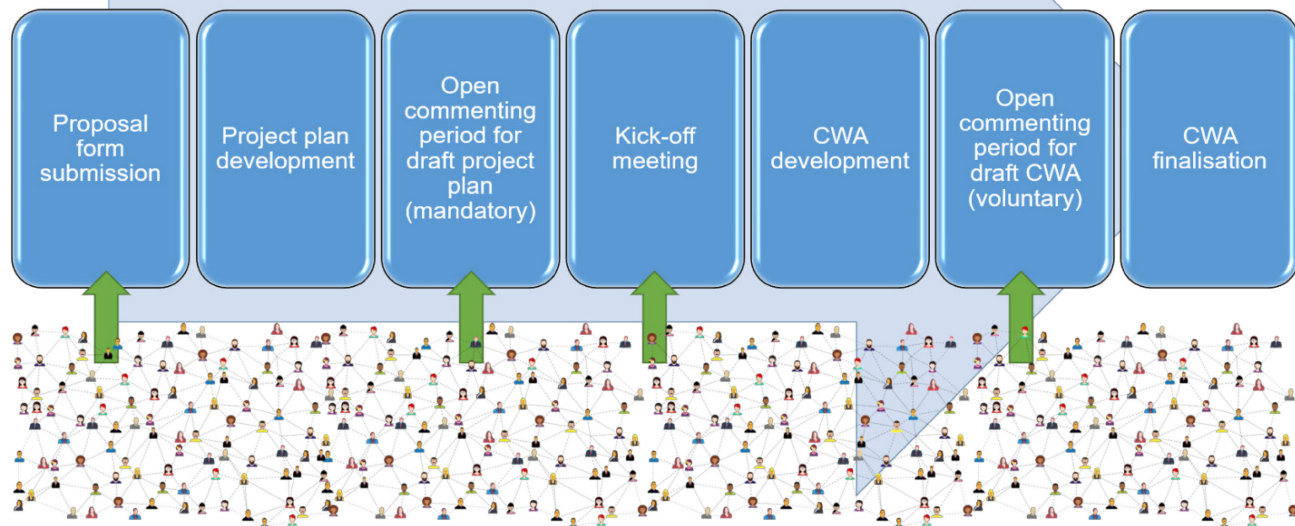 Proposal
form
submission
Project plan
development
Open
commenting
period for
draft project
plan
(mandatory)
Kick-off
meeting
CWA
development
Open
commenting
period for
draft CWA
(voluntary)
CWA
finalisation